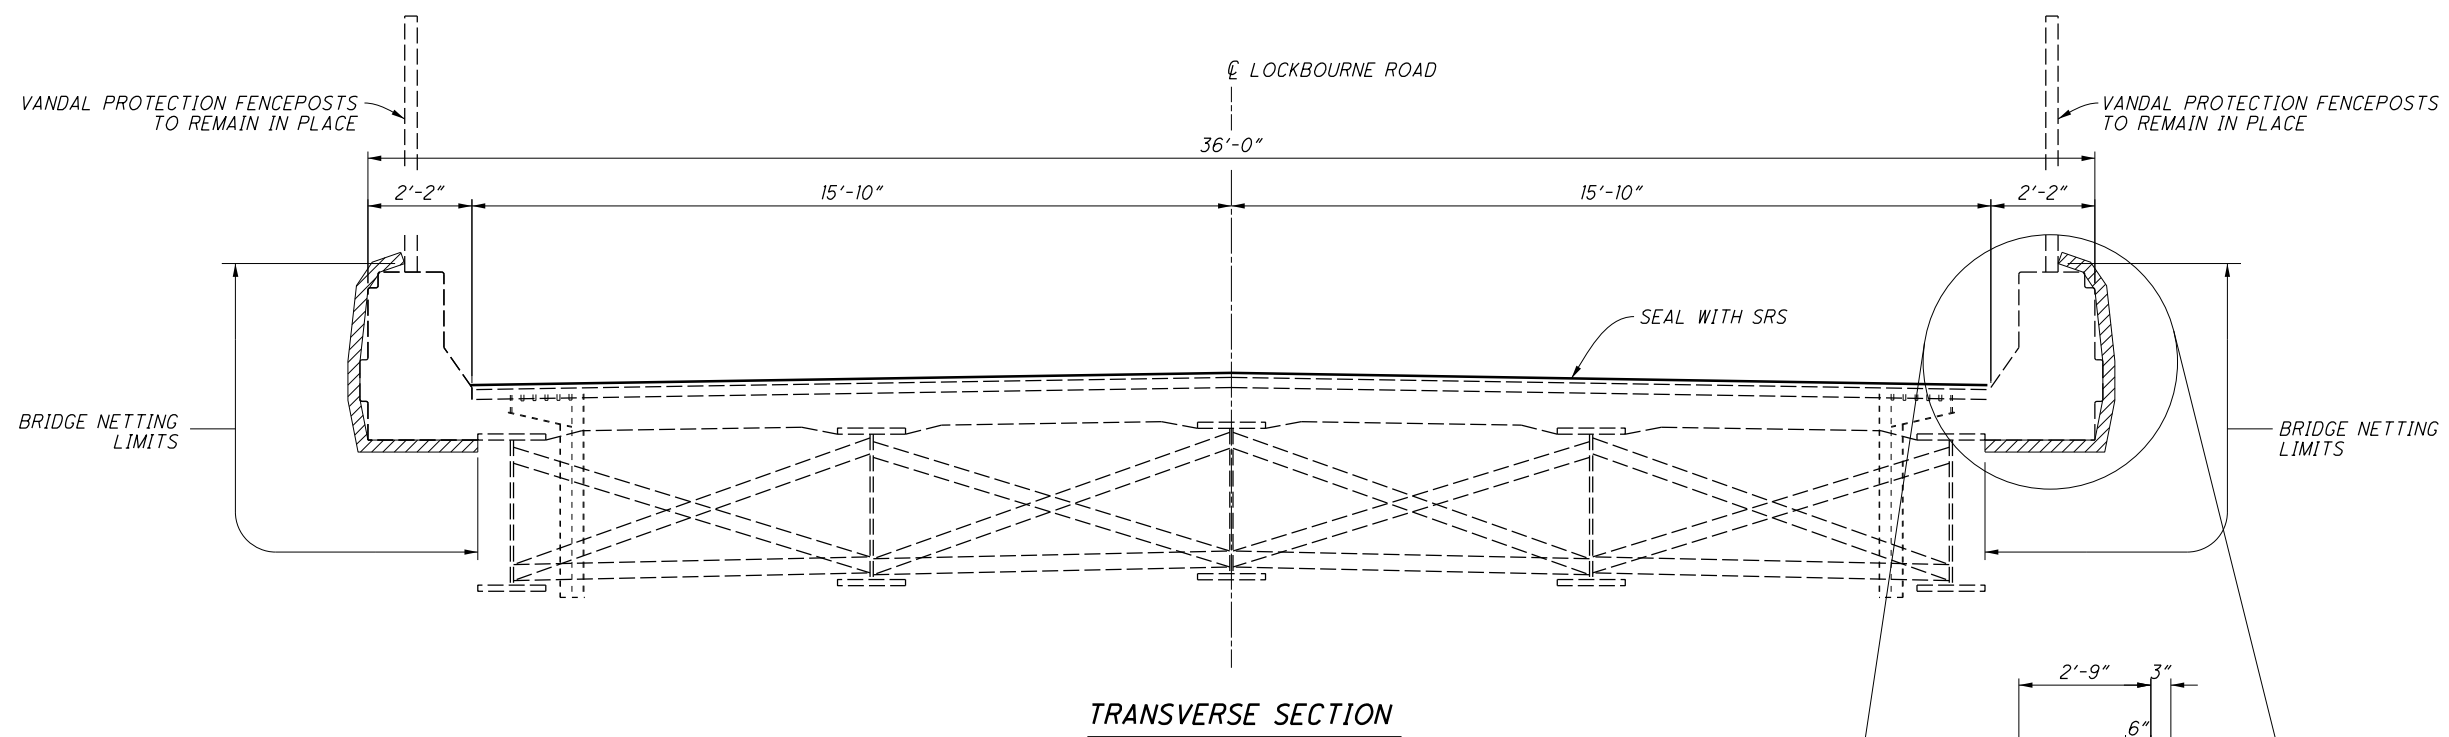 ℄ LOCKBOURNE ROAD
VANDAL PROTECTION FENCEPOSTS
TO REMAIN IN PLACE
VANDAL PROTECTION FENCEPOSTS
TO REMAIN IN PLACE
36'-0"
2'-2"
15'-10"
15'-10"
2'-2"
SEAL WITH SRS
BRIDGE NETTING
LIMITS
BRIDGE NETTING
LIMITS
2'-9"
3"
TRANSVERSE SECTION
6"